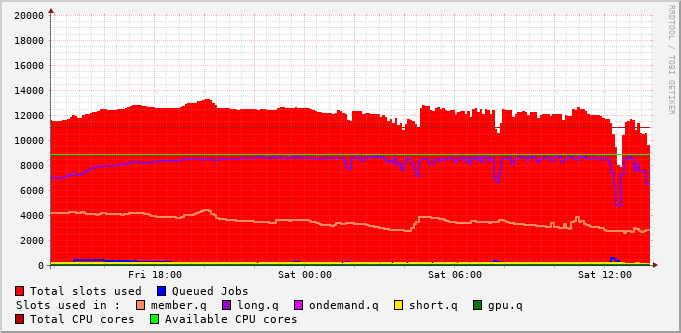 20000
18000
16000
14000
12000
10000
8000
6000
4000
2000
0
Fri 18:00 Sat 00:00 Sat 06:00 Sat 12:00
Total slots used Queued Jobs
Slots used in : member.q long.q ondemand.q short.q gpu.q
Total CPU cores Available CPU cores
RRDTOOL / TOBI OETIKER